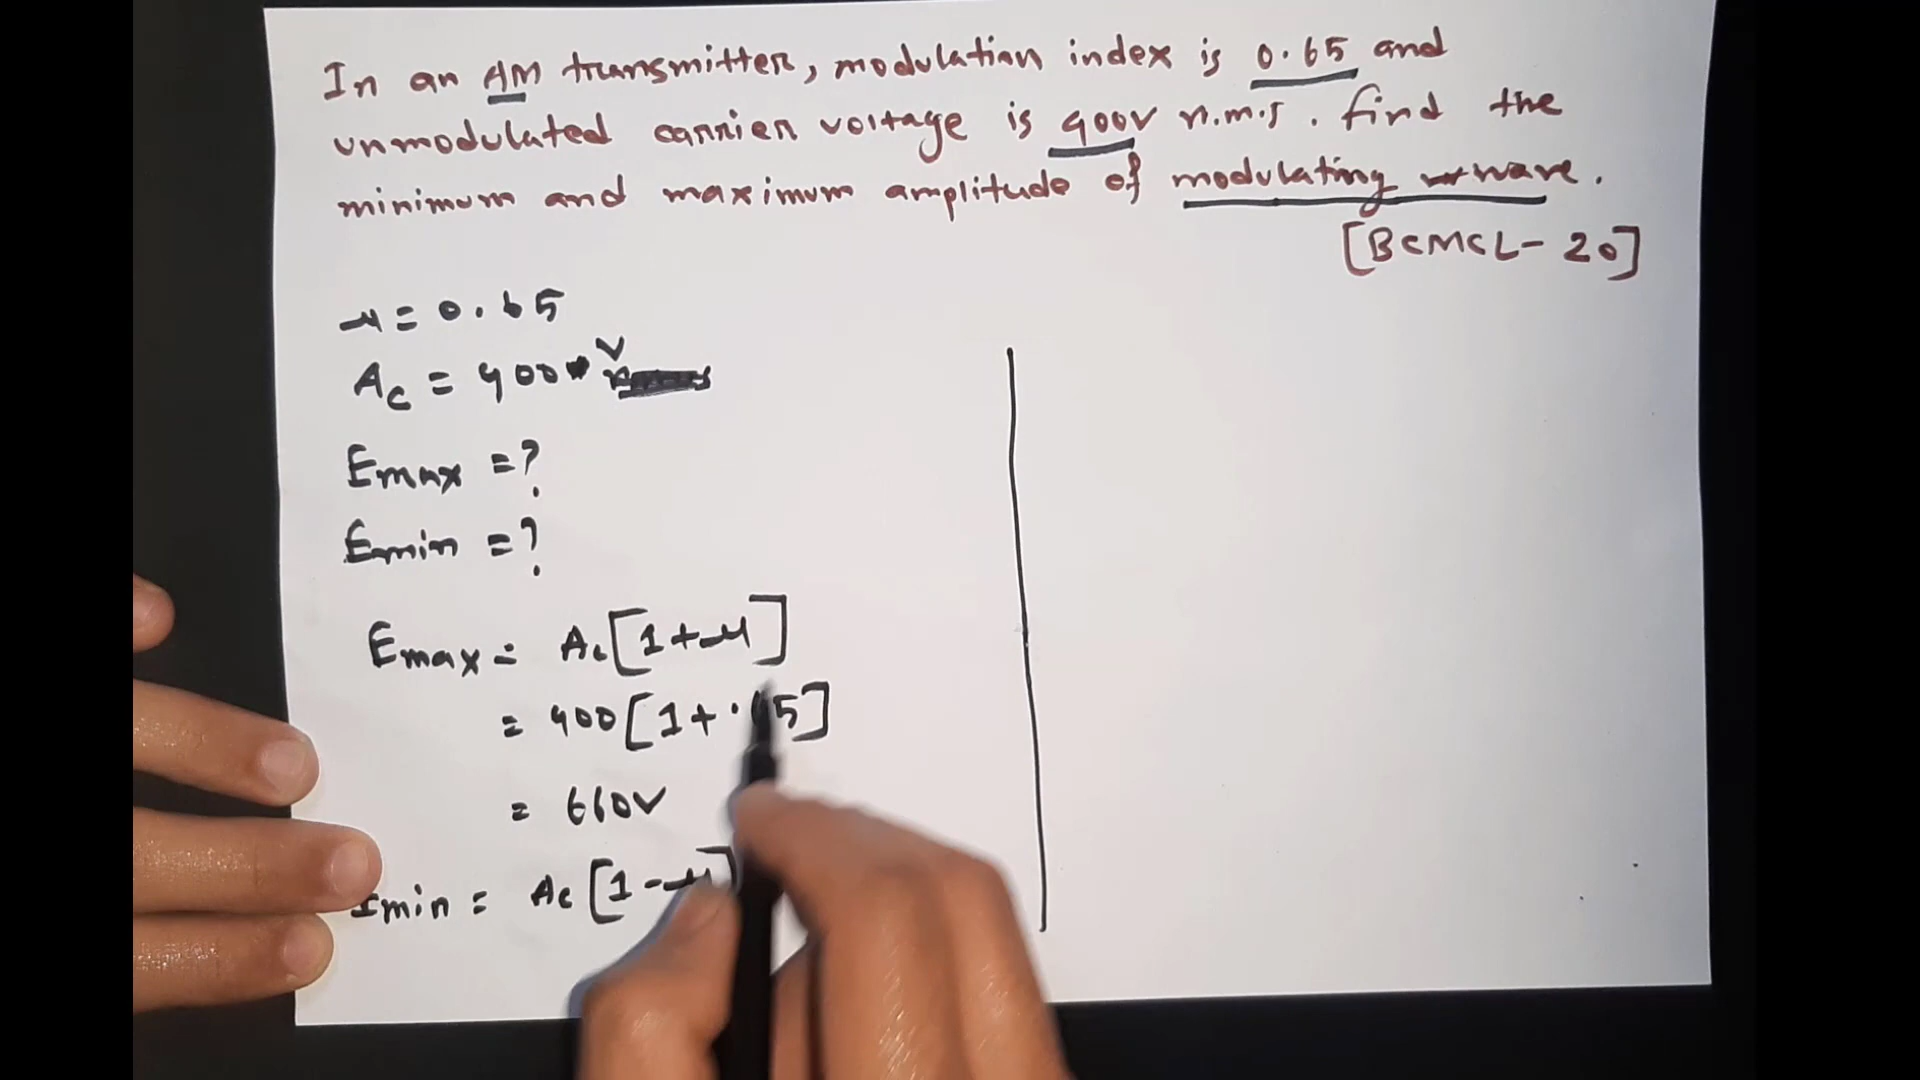 In an AM transmitter, modulation index is 0.65 and
unmodulated carrier voltage is 400V r.m.s. find the
minimum and maximum amplitude of modulating wave.
[BCMCL-20]
μ = 0.65
Ac = 400 V
Emax = ?
Emin = ?
Emax = Ac[1+μ]
= 400[1+.65]
= 660V
Emin = Ac[1-μ]